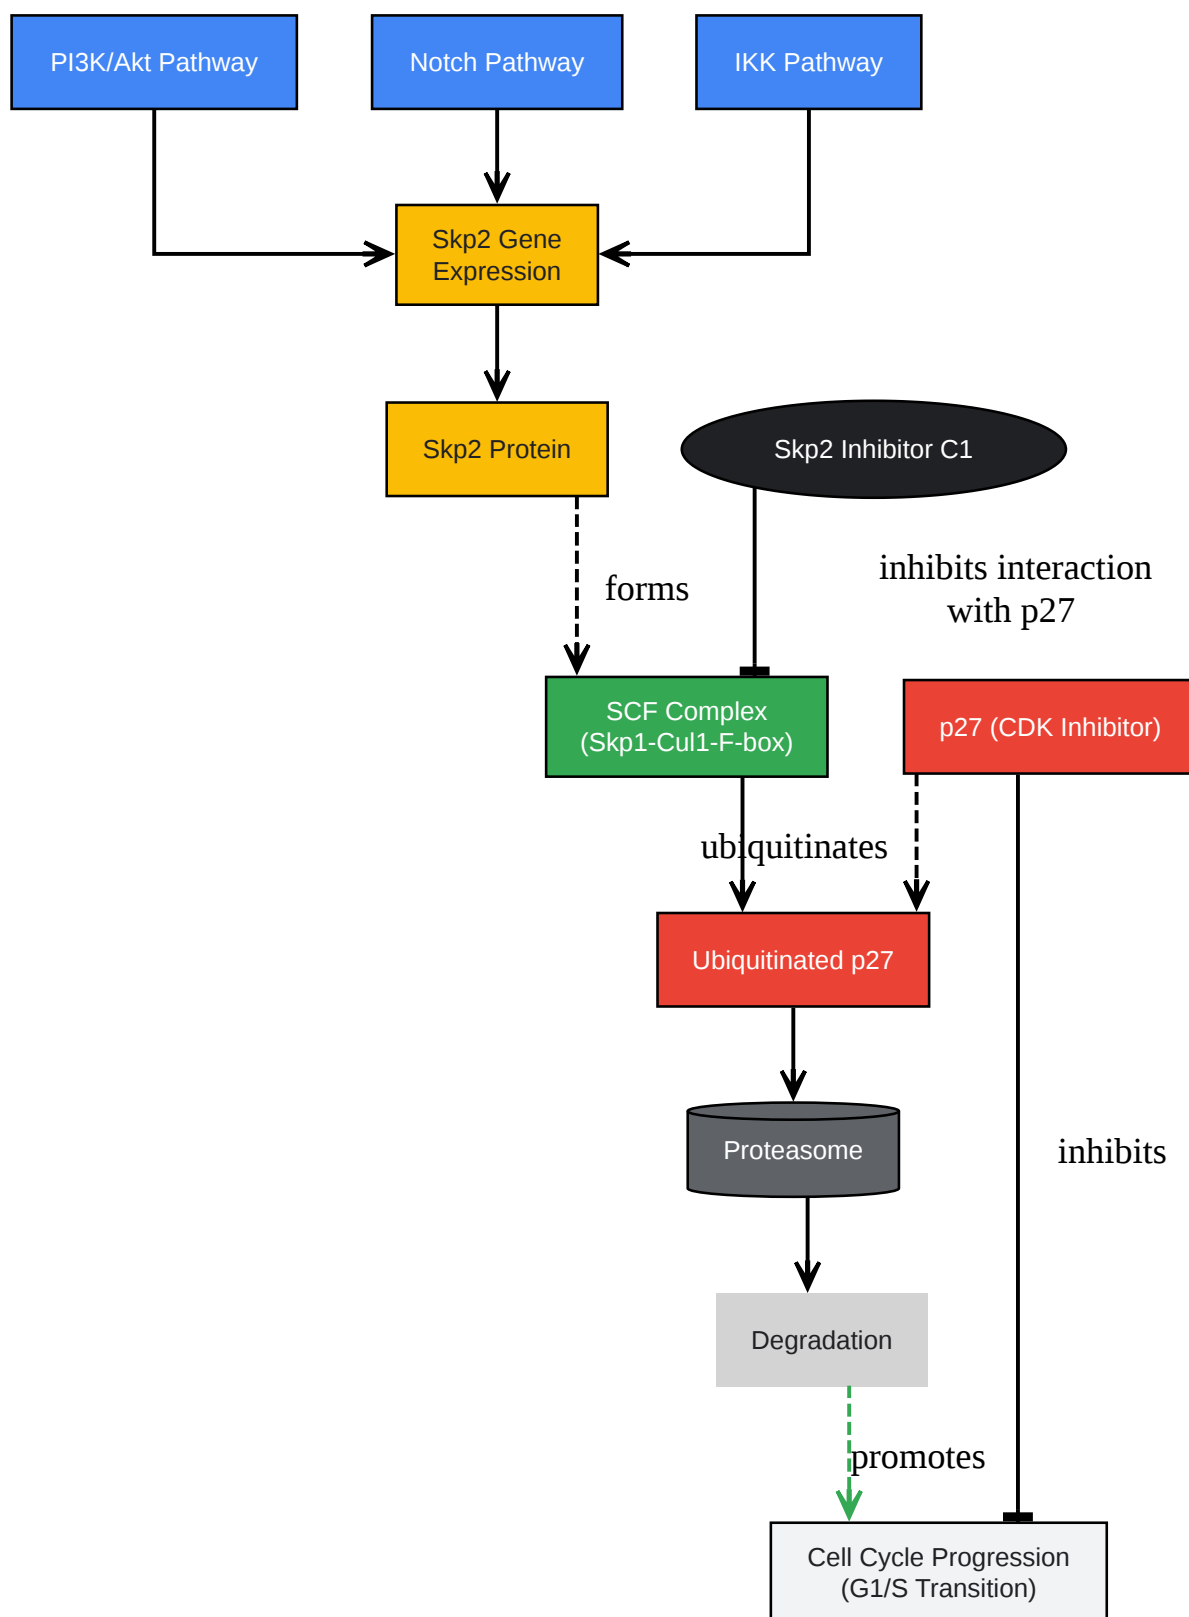 PI3K/Akt Pathway
Notch Pathway
IKK Pathway
Skp2 Gene
Expression
Skp2 Protein
Skp2 Inhibitor C1
forms
inhibits interaction
with p27
SCF Complex
(Skp1-Cul1-F-box)
p27 (CDK Inhibitor)
ubiquitinates
Ubiquitinated p27
Proteasome
inhibits
Degradation
promotes
Cell Cycle Progression
(G1/S Transition)